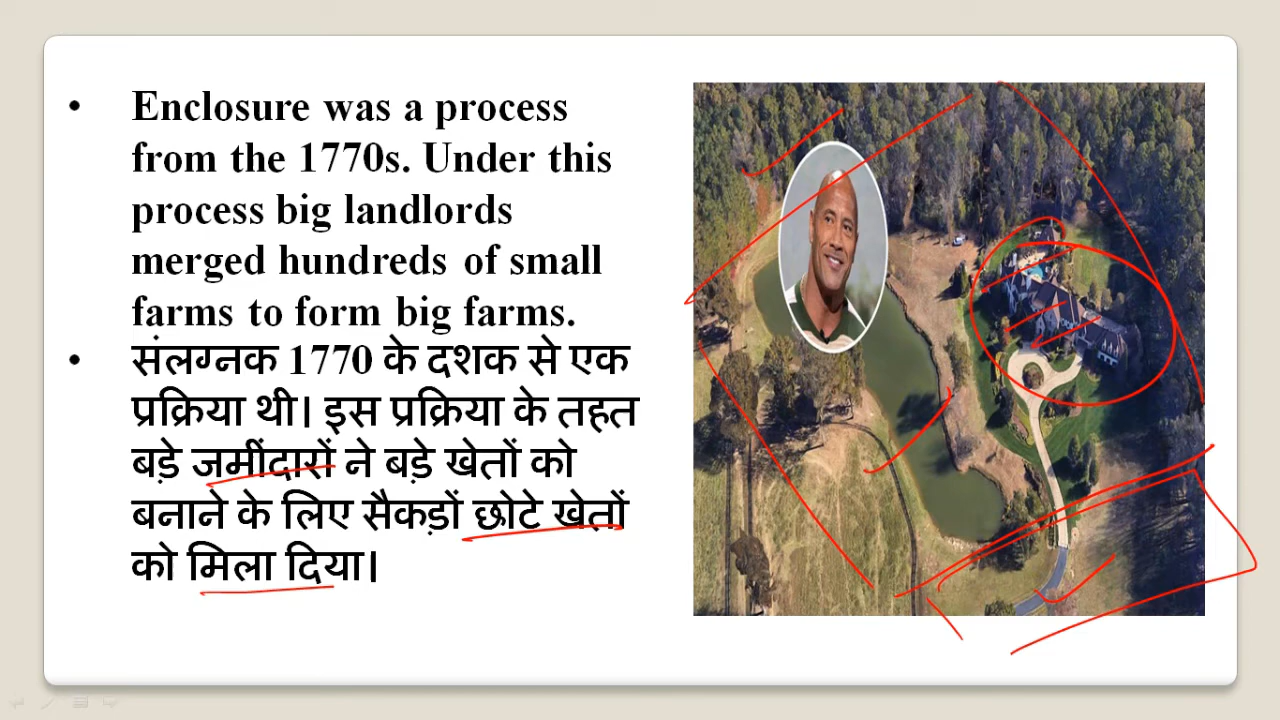 Enclosure was a process
from the 1770s. Under this
process big landlords
merged hundreds of small
farms to form big farms.
संलग्नक 1770 के दशक से एक
प्रक्रिया थी। इस प्रक्रिया के तहत
बड़े जमींदारों ने बड़े खेतों को
बनाने के लिए सैकड़ों छोटे खेतों
को मिला दिया।